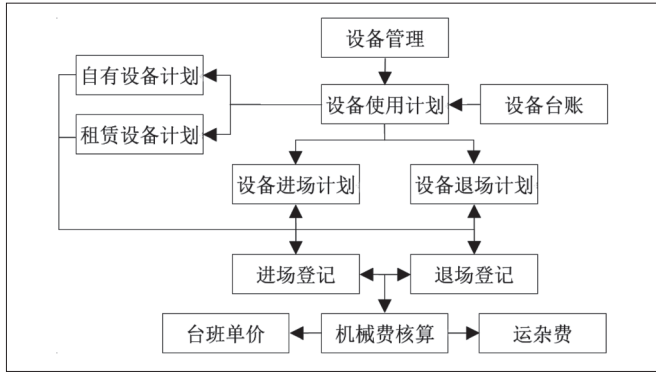 设备管理
自有设备计划
设备使用计划
设备台账
租赁设备计划
设备进场计划
设备退场计划
进场登记
退场登记
台班单价
机械费核算
运杂费